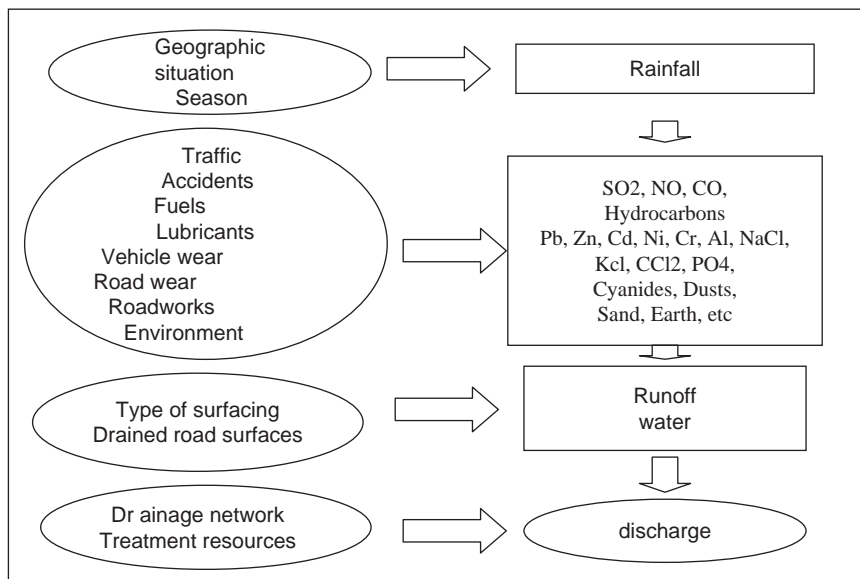 Geographic
situation
Season
Rainfall
Traffic
Accidents
Fuels
Lubricants
Vehicle wear
Road wear
Roadworks
Environment
SO2, NO, CO,
Hydrocarbons
Pb, Zn, Cd, Ni, Cr, Al, NaCl,
Kcl, CCl2, PO4,
Cyanides, Dusts,
Sand, Earth, etc
Type of surfacing
Drained road surfaces
Runoff
water
Dr ainage network
Treatment resources
discharge